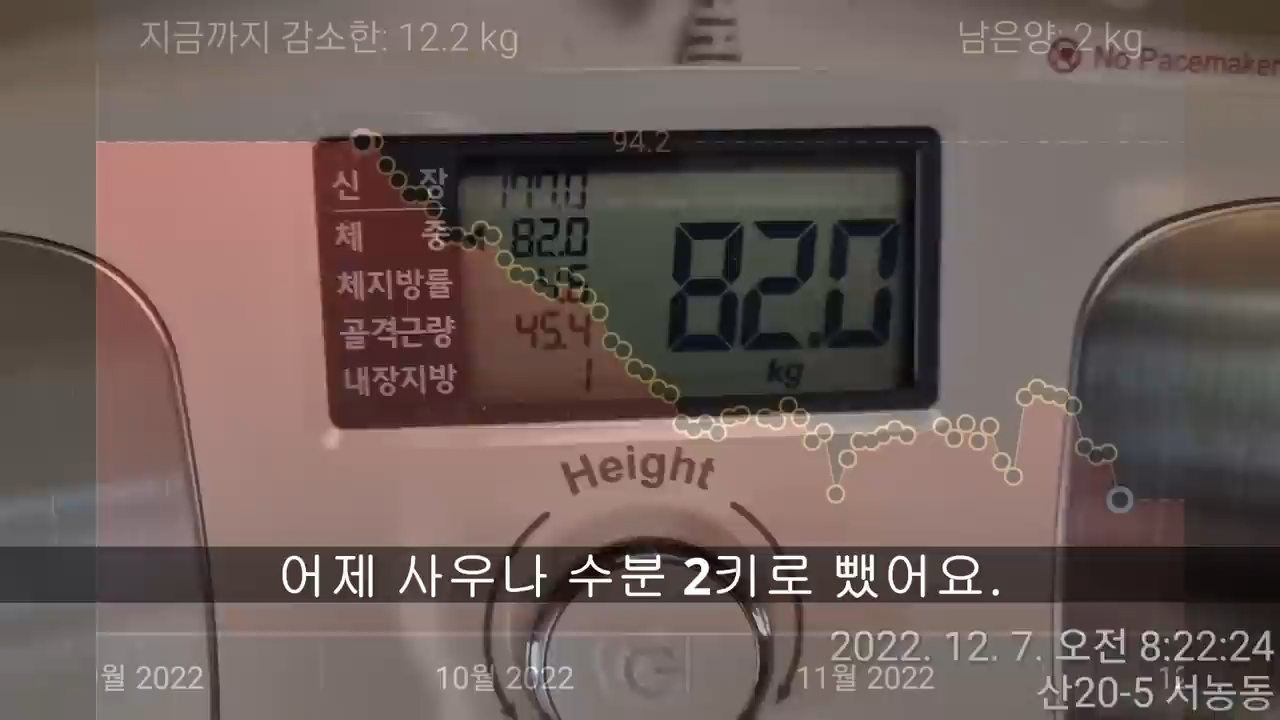 지금까지 감소한: 12.2 kg
남은양: 2 kg
No Pacemaker
94.2
신 장 177.0
체 중 82.0
체지방률 4.6
골격근량 45.4
내장지방 1
82.0
kg
Height
어제 사우나 수분 2키로 뺐어요.
2022. 12. 7. 오전 8:22:24
월 2022
10월 2022
11월 2022
산20-5 서농동